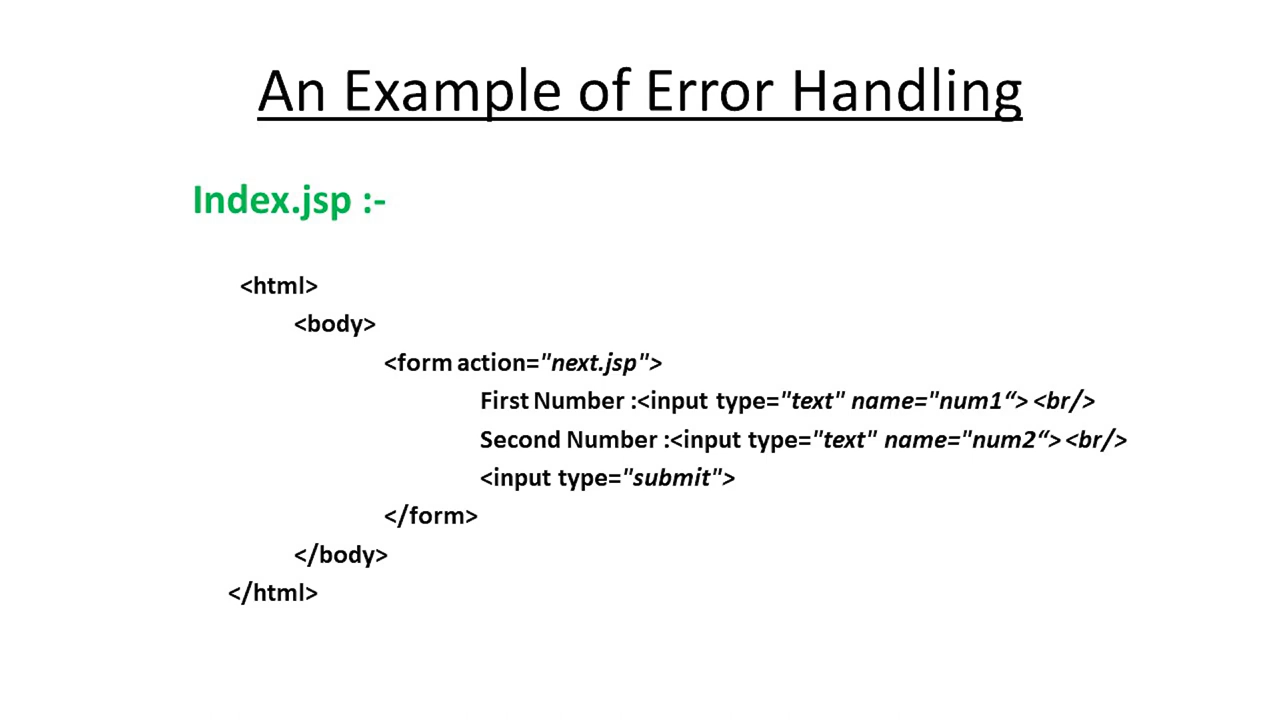 An Example of Error Handling
Index.jsp :-
<html>
<body>
<form action="next.jsp">
First Number :<input type="text" name="num1“> <br/>
Second Number :<input type="text" name="num2“> <br/>
<input type="submit">
</form>
</body>
</html>